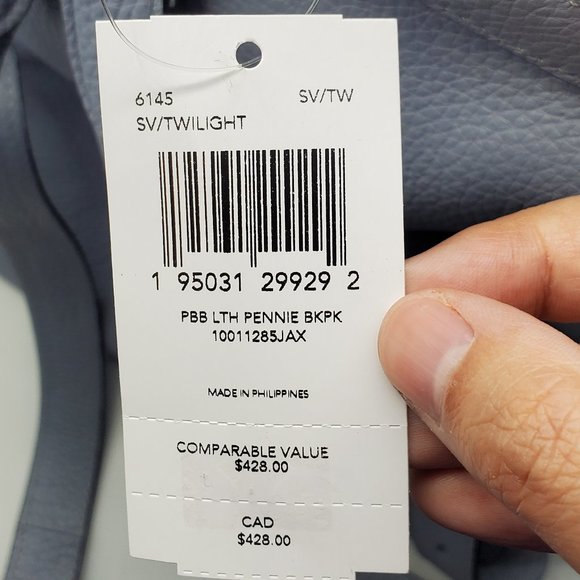 6145 SV/TW
SV/TWILIGHT
1 95031 29929 2
PBB LTH PENNIE BKPK
10011285JAX
MADE IN PHILIPPINES
COMPARABLE VALUE
$428.00
CAD
$428.00